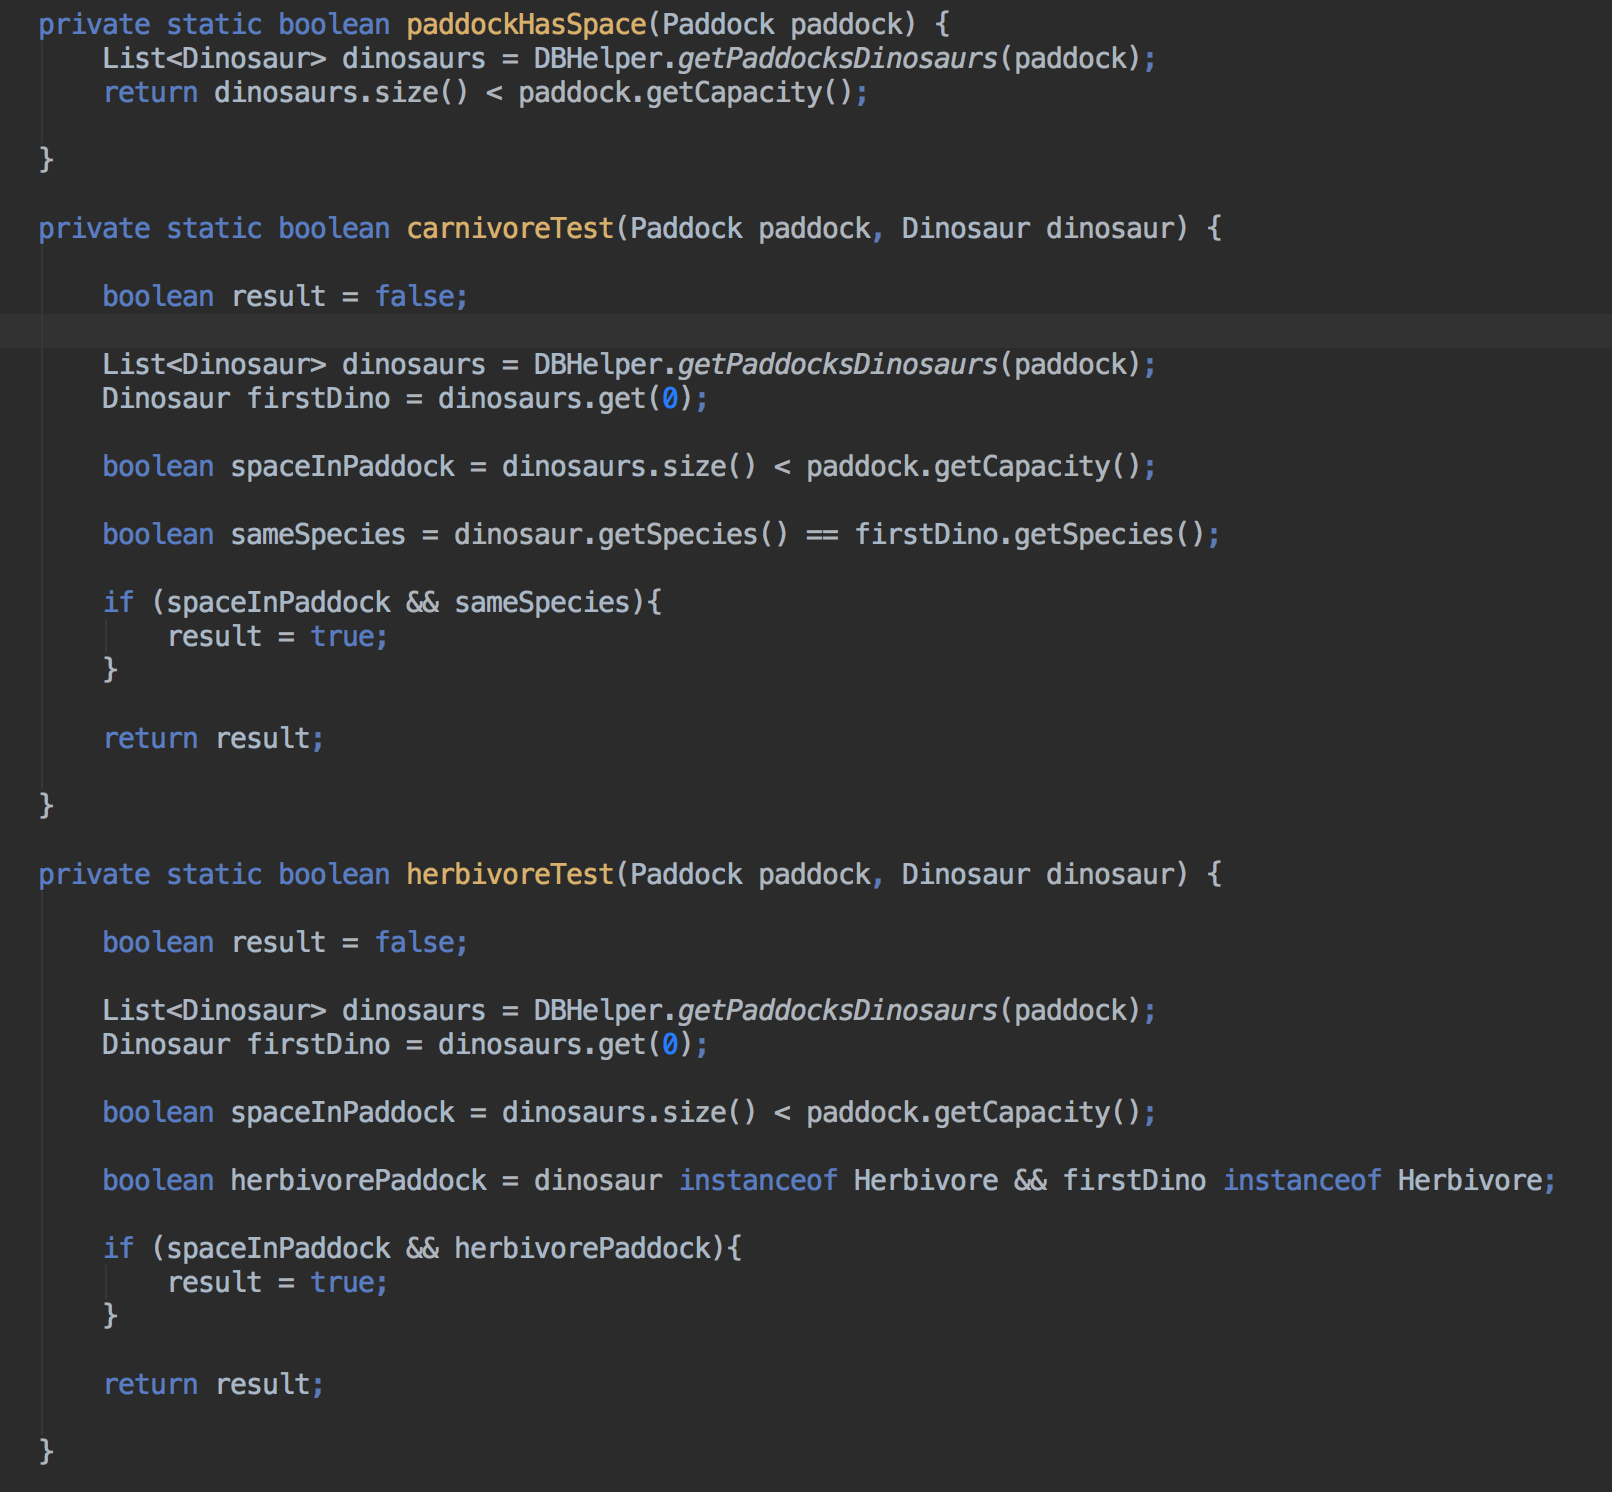 private static boolean paddockHasSpace(Paddock paddock) {
    List<Dinosaur> dinosaurs = DBHelper.getPaddocksDinosaurs(paddock);
    return dinosaurs.size() < paddock.getCapacity();

}

private static boolean carnivoreTest(Paddock paddock, Dinosaur dinosaur) {

    boolean result = false;

    List<Dinosaur> dinosaurs = DBHelper.getPaddocksDinosaurs(paddock);
    Dinosaur firstDino = dinosaurs.get(0);

    boolean spaceInPaddock = dinosaurs.size() < paddock.getCapacity();

    boolean sameSpecies = dinosaur.getSpecies() == firstDino.getSpecies();

    if (spaceInPaddock && sameSpecies){
        result = true;
    }

    return result;

}

private static boolean herbivoreTest(Paddock paddock, Dinosaur dinosaur) {

    boolean result = false;

    List<Dinosaur> dinosaurs = DBHelper.getPaddocksDinosaurs(paddock);
    Dinosaur firstDino = dinosaurs.get(0);

    boolean spaceInPaddock = dinosaurs.size() < paddock.getCapacity();

    boolean herbivorePaddock = dinosaur instanceof Herbivore && firstDino instanceof Herbivore;

    if (spaceInPaddock && herbivorePaddock){
        result = true;
    }

    return result;

}